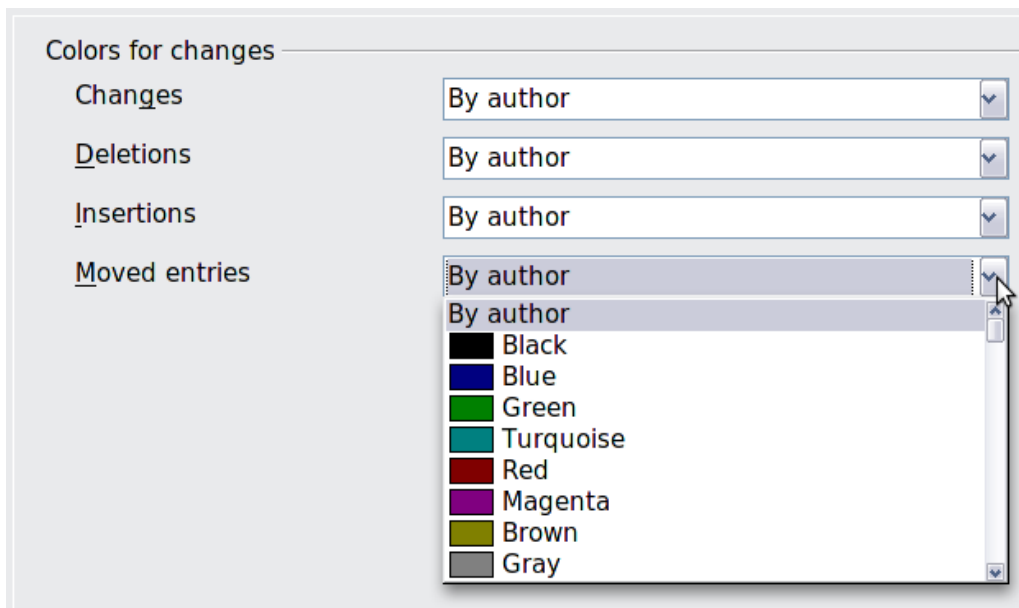 Colors for changes
Changes By author
Deletions By author
Insertions By author
Moved entries By author
By author
Black
Blue
Green
Turquoise
Red
Magenta
Brown
Gray